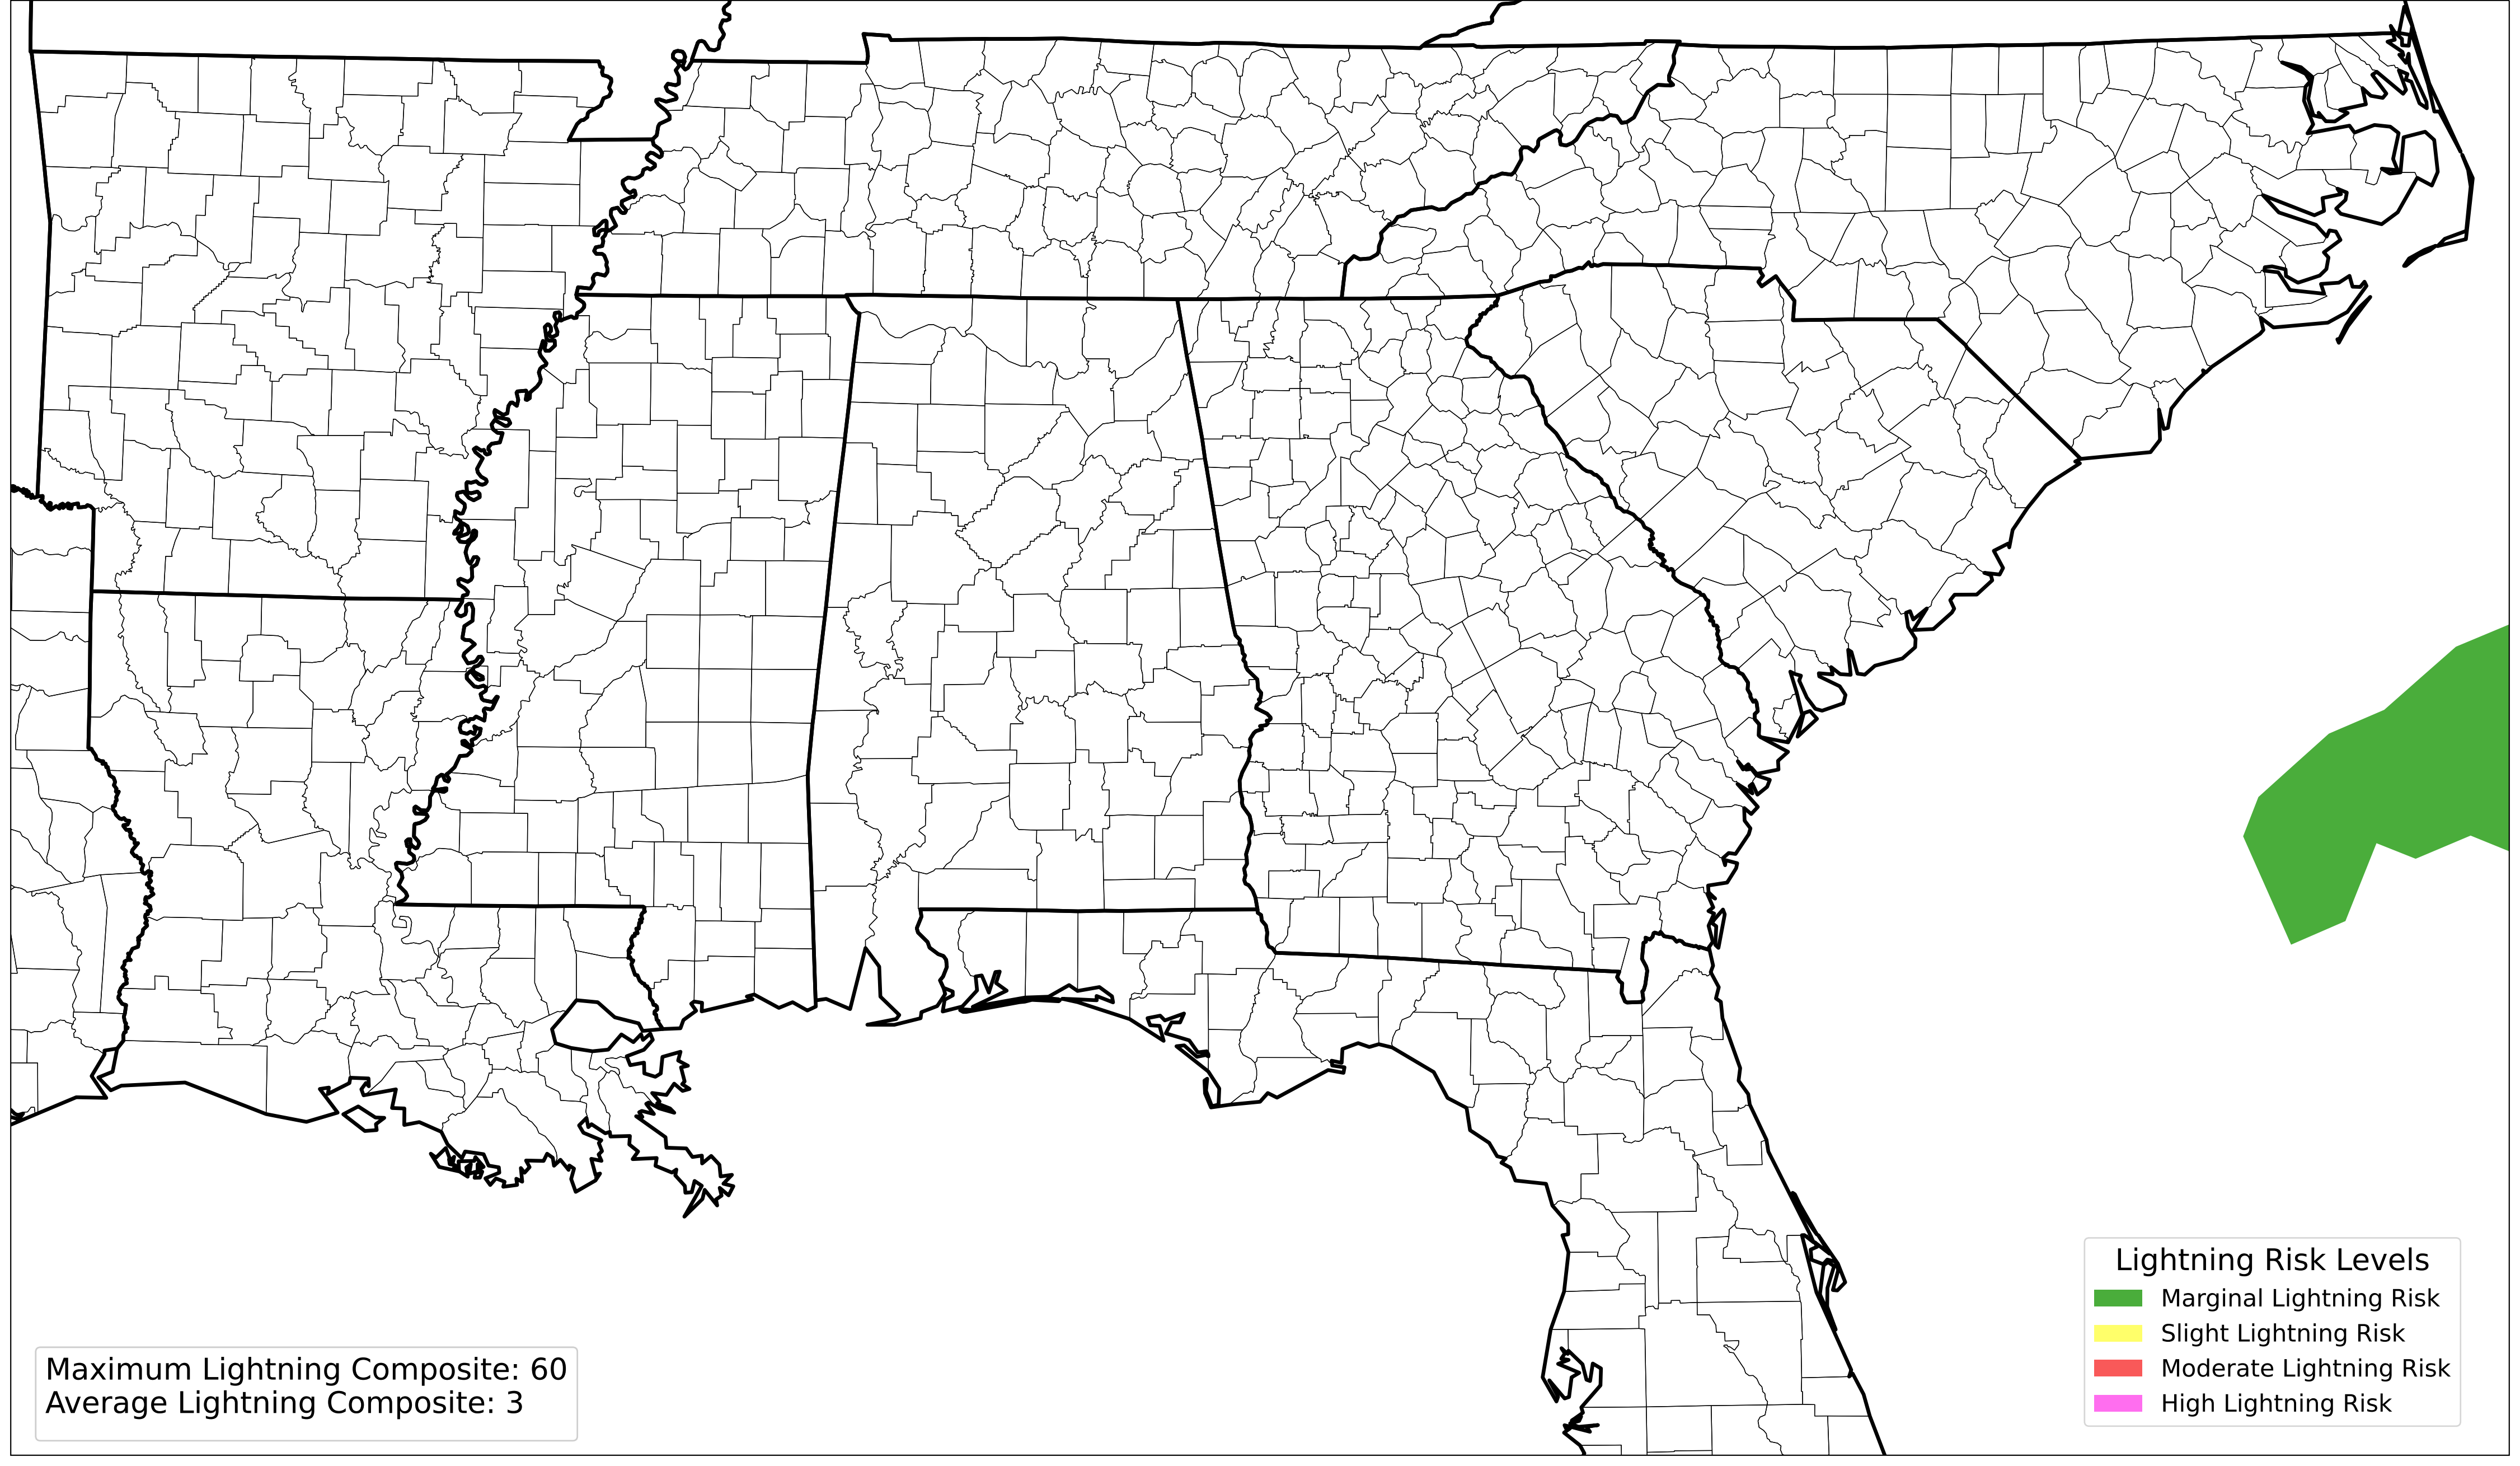 Maximum Lightning Composite: 60
Average Lightning Composite: 3
Lightning Risk Levels
Marginal Lightning Risk
Slight Lightning Risk
Moderate Lightning Risk
High Lightning Risk